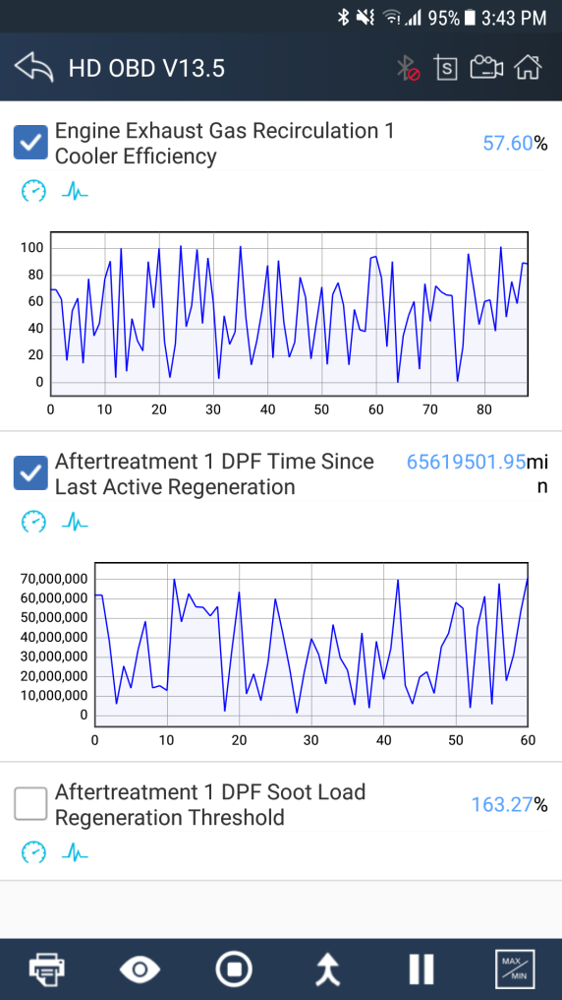 95% 3:43 PM
HD OBD V13.5
S
Engine Exhaust Gas Recirculation 1
Cooler Efficiency
57.60%
100
80
60
40
20
0
0 10 20 30 40 50 60 70 80
Aftertreatment 1 DPF Time Since
Last Active Regeneration
65619501.95mi
n
70,000,000
60,000,000
50,000,000
40,000,000
30,000,000
20,000,000
10,000,000
0
0 10 20 30 40 50 60
Aftertreatment 1 DPF Soot Load
Regeneration Threshold
163.27%
MAX
MIN